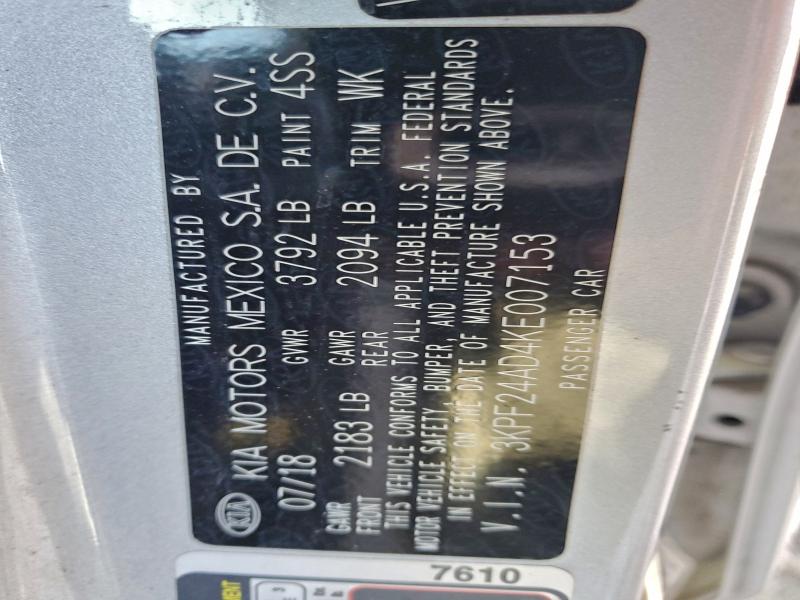 MANUFACTURED BY
KIA KIA MOTORS MEXICO S.A. DE C.V.
07/18 GVWR 3792 LB PAINT 4SS
GAWR FRONT 2183 LB GAWR REAR 2094 LB TRIM WK
THIS VEHICLE CONFORMS TO ALL APPLICABLE U.S.A. FEDERAL
MOTOR VEHICLE SAFETY, BUMPER, AND THEFT PREVENTION STANDARDS
IN EFFECT ON THE DATE OF MANUFACTURE SHOWN ABOVE.
V.I.N. 3KPF24AD4KE007153
PASSENGER CAR
7610